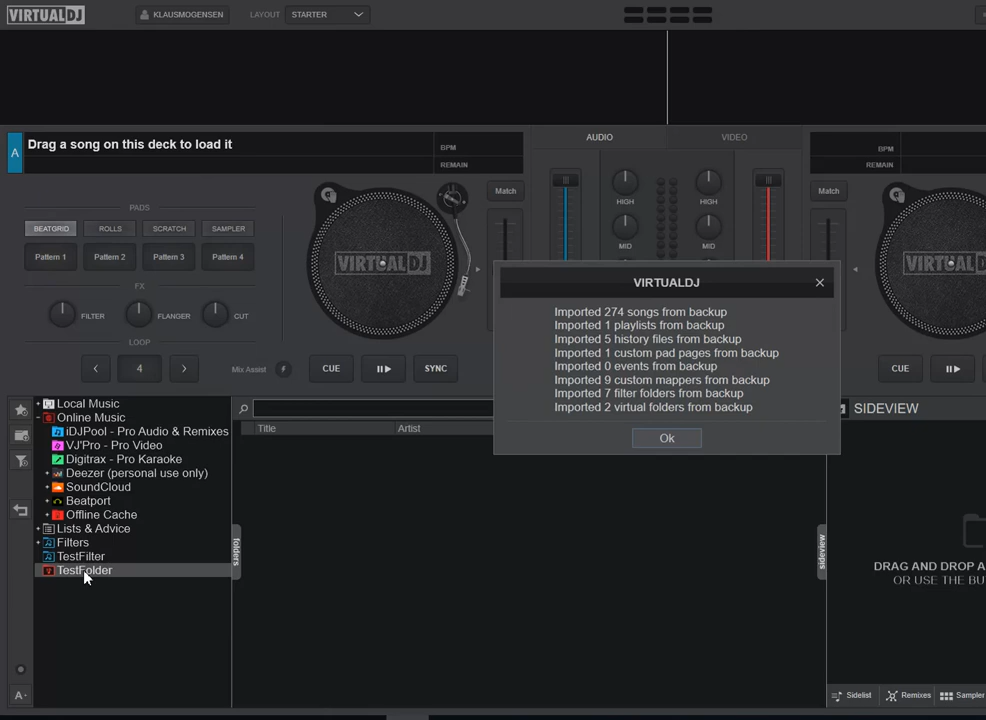 VIRTUALDJ
KLAUSMOGENSEN
LAYOUT
STARTER
A
Drag a song on this deck to load it
BPM
REMAIN
AUDIO
VIDEO
BPM
REMAIN
PADS
BEATGRID
ROLLS
SCRATCH
SAMPLER
Pattern 1
Pattern 2
Pattern 3
Pattern 4
FX
FILTER
FLANGER
CUT
LOOP
4
Mix Assist
VIRTUALDJ
Match
CUE
SYNC
HIGH
HIGH
MID
MID
Match
VIRTUALDJ
CUE
VIRTUALDJ
Imported 274 songs from backup
Imported 1 playlists from backup
Imported 5 history files from backup
Imported 1 custom pad pages from backup
Imported 0 events from backup
Imported 9 custom mappers from backup
Imported 7 filter folders from backup
Imported 2 virtual folders from backup
Ok
Local Music
Online Music
iDJPool - Pro Audio & Remixes
VJ'Pro - Pro Video
Digitrax - Pro Karaoke
Deezer (personal use only)
SoundCloud
Beatport
Offline Cache
Lists & Advice
Filters
TestFilter
TestFolder
A
folders
Title
Artist
sideview
SIDEVIEW
DRAG AND DROP A
OR USE THE BU
Sidelist
Remixes
Sampler